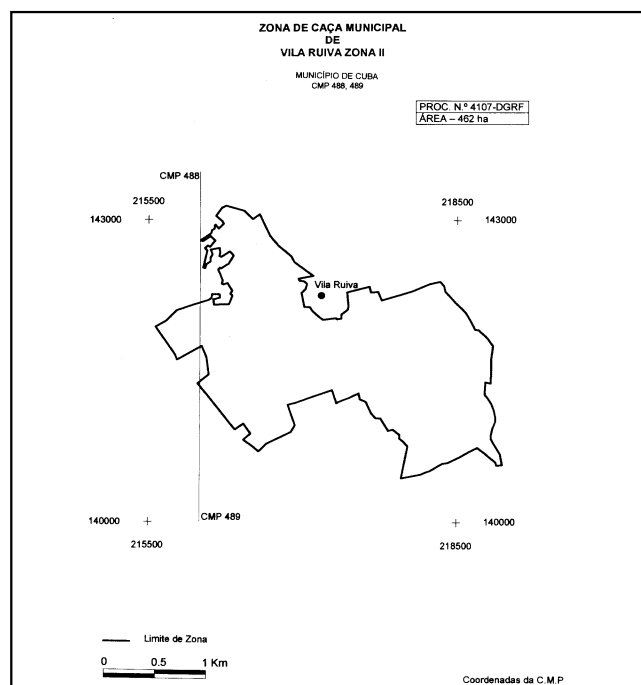 ZONA DE CAÇA MUNICIPAL
DE
VILA RUIVA ZONA II
MUNICÍPIO DE CUBA
CMP 488, 489
PROC. N.º 4107-DGRF
ÁREA – 462 ha
CMP 488
215500
218500
143000
143000
Vila Ruiva
140000
CMP 489
140000
215500
218500
Limite de Zona
0 0.5 1 Km
Coordenadas da C.M.P